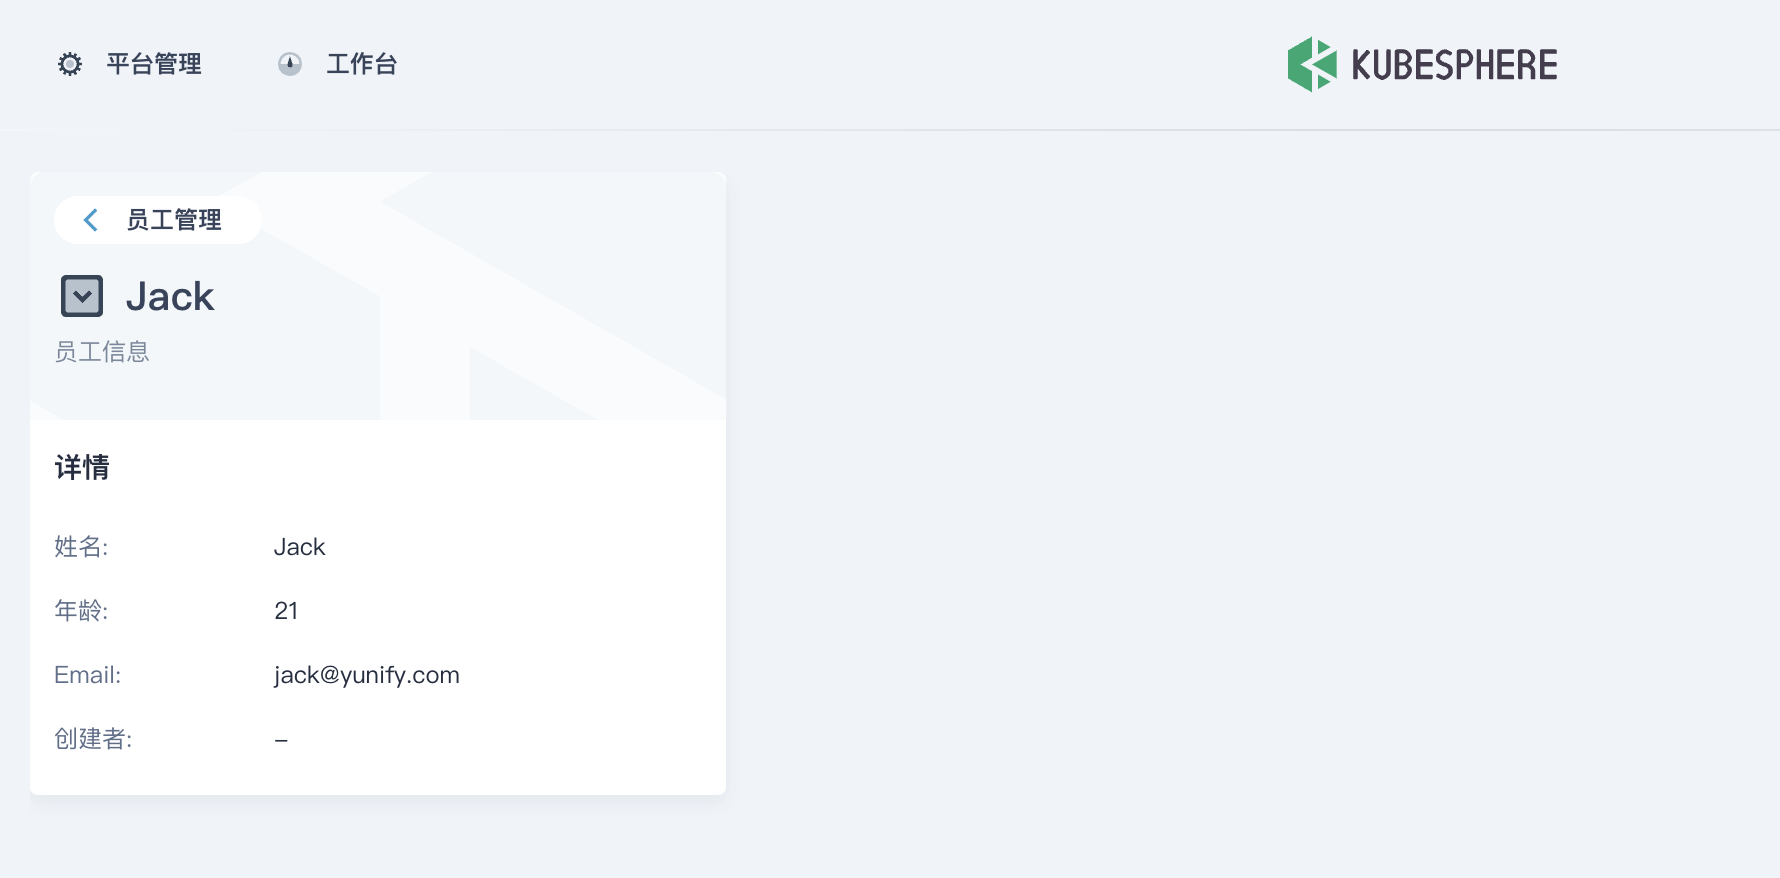 平台管理 工作台 KUBESPHERE
员工管理
Jack
员工信息
详情
姓名: Jack
年龄: 21
Email: jack@yunify.com
创建者: –